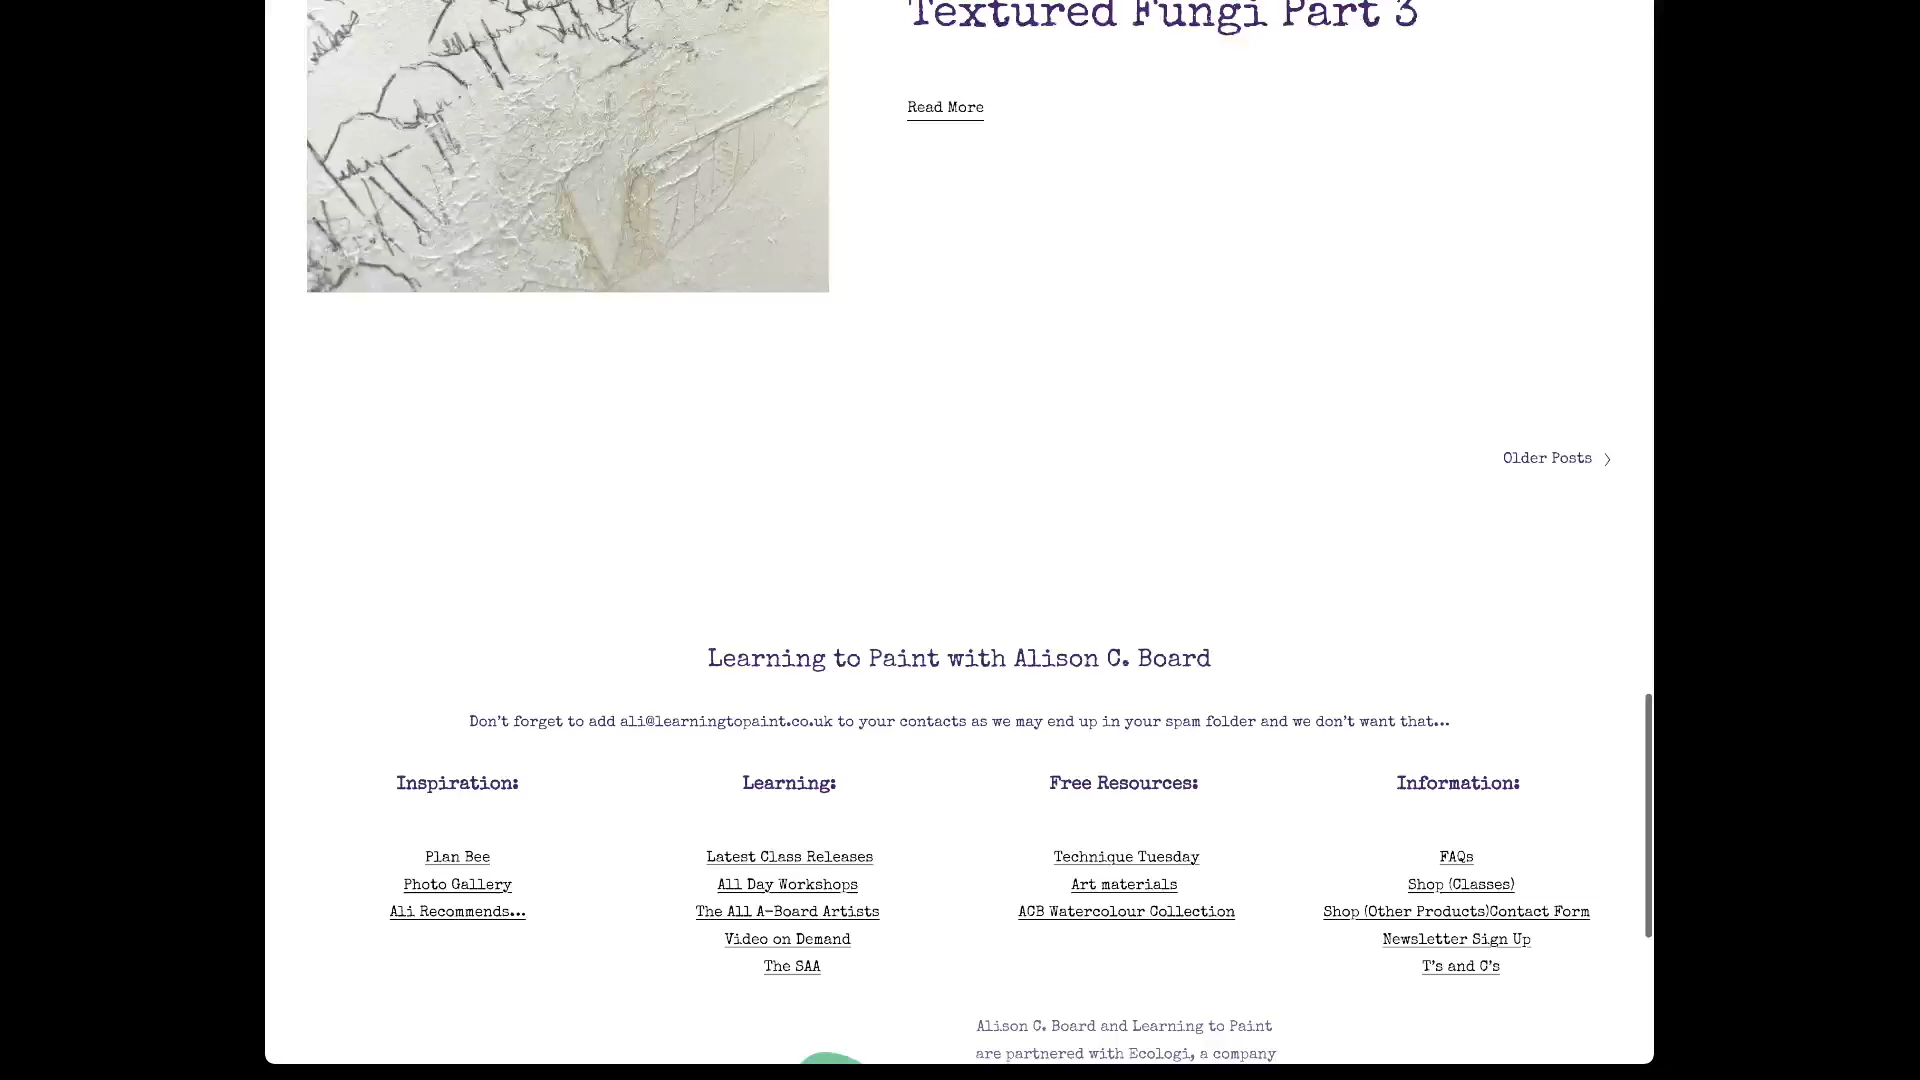 Textured Fungi Part 3
Read More
Older Posts
Learning to Paint with Alison C. Board
Don't forget to add ali@learningtopaint.co.uk to your contacts as we may end up in your spam folder and we don't want that...
Inspiration:
Plan Bee
Photo Gallery
Ali Recommends...
Learning:
Latest Class Releases
All Day Workshops
The All A-Board Artists
Video on Demand
The SAA
Free Resources:
Technique Tuesday
Art materials
ACB Watercolour Collection
Information:
FAQs
Shop (Classes)
Shop (Other Products)Contact Form
Newsletter Sign Up
T's and C's
Alison C. Board and Learning to Paint
are partnered with Ecologi, a company